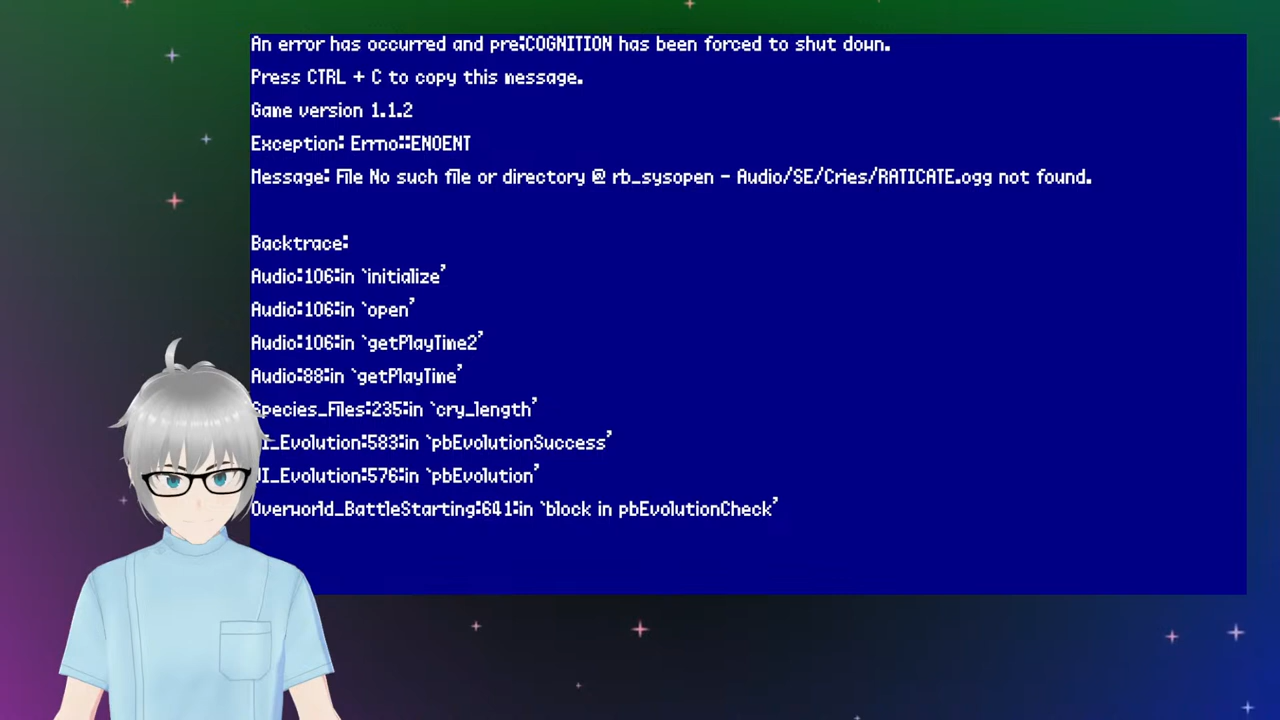 An error has occurred and pre:COGNITION has been forced to shut down.
Press CTRL + C to copy this message.
Game version 1.1.2
Exception: Errno::ENOENT
Message: File No such file or directory @ rb_sysopen - Audio/SE/Cries/RATICATE.ogg not found.
Backtrace:
Audio:106:in `initialize'
Audio:106:in `open'
Audio:106:in `getPlayTime2'
Audio:88:in `getPlayTime'
Species_Files:235:in `cry_length'
UI_Evolution:583:in `pbEvolutionSuccess'
UI_Evolution:576:in `pbEvolution'
Overworld_BattleStarting:641:in `block in pbEvolutionCheck'